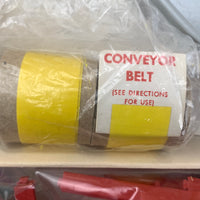 CONVEYOR
BELT
(SEE DIRECTIONS
FOR USE)